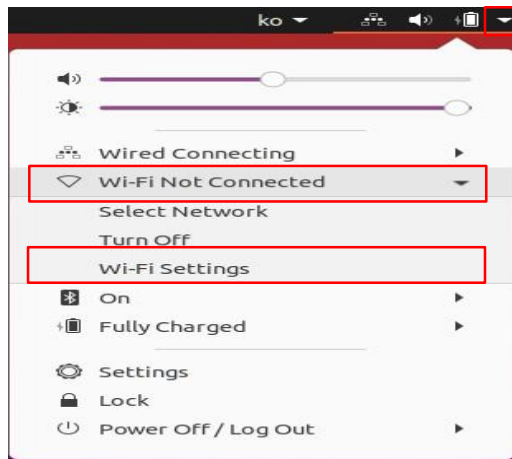 ko
Wired Connecting
Wi-Fi Not Connected
Select Network
Turn Off
Wi-Fi Settings
On
Fully Charged
Settings
Lock
Power Off / Log Out